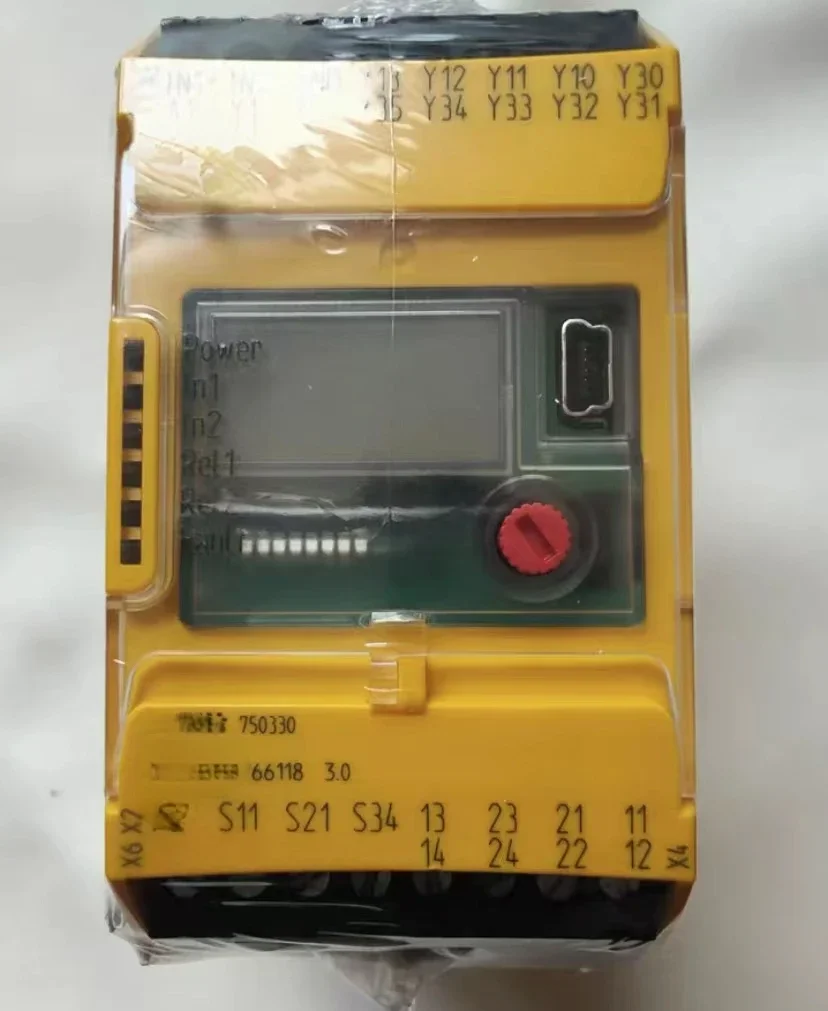 Y12 Y11 Y10 Y30
Y34 Y33 Y32 Y31
Power
In1
In2
Rel1
750330
66118 3.0
X2 S11 S21 S34 13 23 21 11
X6 14 24 22 12 X4